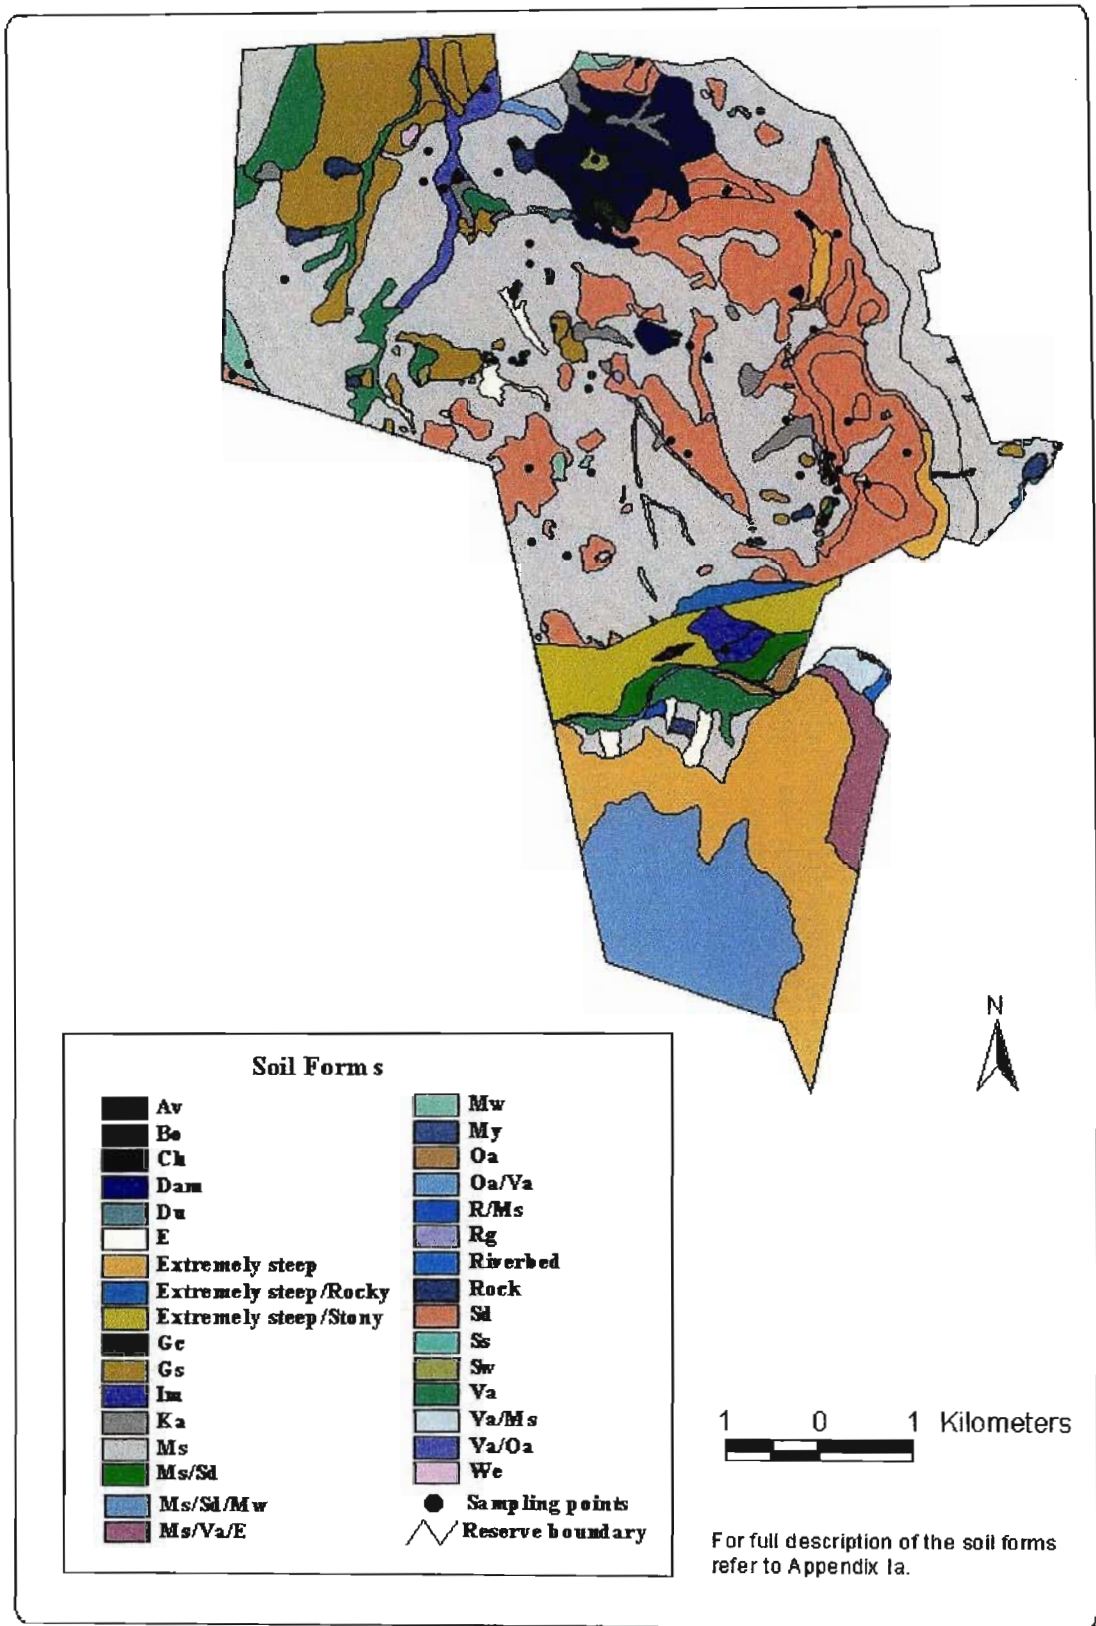 N
Soil Forms
Av
Bo
Ch
Dam
Du
E
Extremely steep
Extremely steep/Rocky
Extremely steep/Stony
Gc
Gs
Im
Ka
Ms
Ms/Sd
Ms/Sd/Mw
Ms/Va/E
Mw
My
Oa
Oa/Va
R/Ms
Rg
Riverbed
Rock
Sd
Ss
Sw
Va
Va/Ms
Va/Oa
We
Sampling points
Reserve boundary
1 0 1 Kilometers
For full description of the soil forms
refer to Appendix Ia.